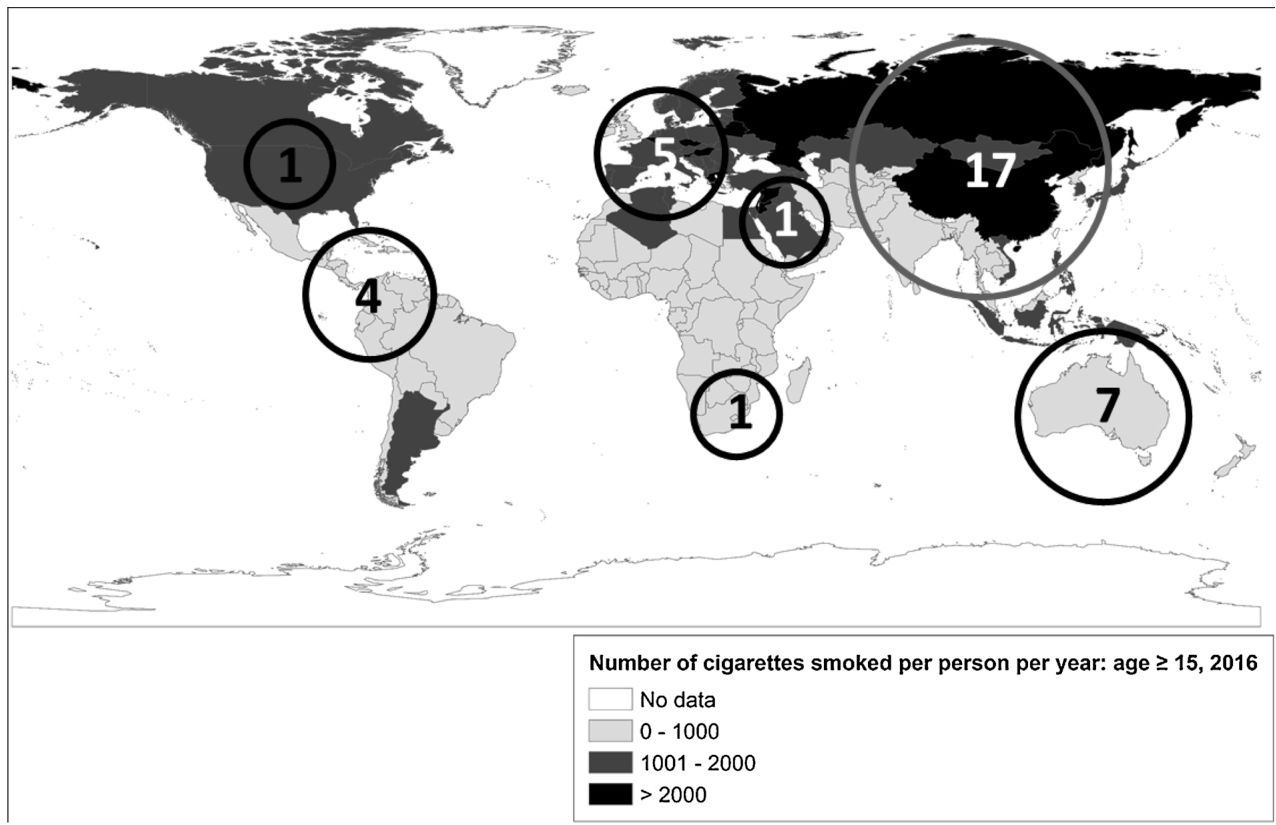 1
5
17
1
4
1
7
Number of cigarettes smoked per person per year: age ≥ 15, 2016
No data
0 - 1000
1001 - 2000
> 2000